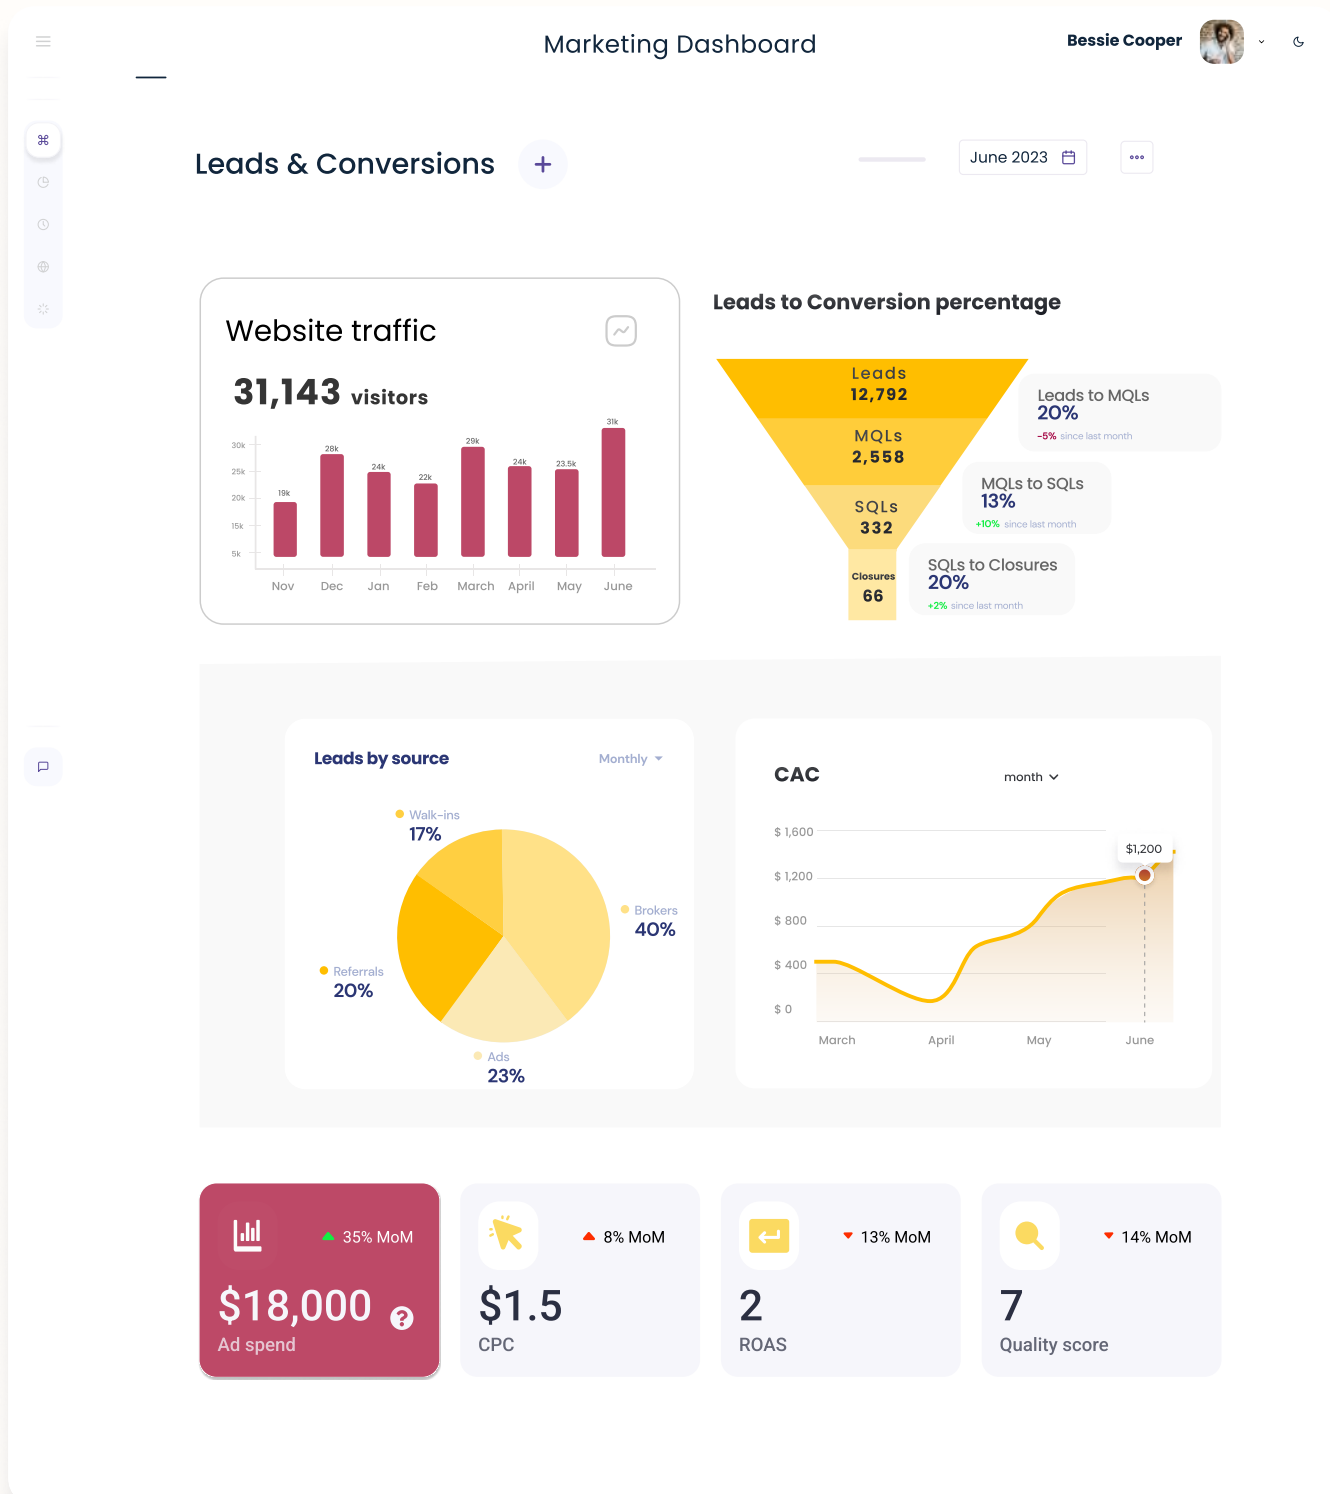 Marketing Dashboard
Bessie Cooper
Leads & Conversions
June 2023
Website traffic
31,143 visitors
30k
25k
20k
15k
5k
19k
28k
24k
22k
29k
24k
23.5k
31k
Nov
Dec
Jan
Feb
March
April
May
June
Leads to Conversion percentage
Leads
12,792
MQLs
2,558
SQLs
332
Closures
66
Leads to MQLs
20%
-5% since last month
MQLs to SQLs
13%
+10% since last month
SQLs to Closures
20%
+2% since last month
Leads by source
Monthly
Walk-ins
17%
Brokers
40%
Referrals
20%
Ads
23%
CAC
month
$ 1,600
$ 1,200
$ 800
$ 400
$ 0
$1,200
March
April
May
June
35% MoM
$18,000
Ad spend
8% MoM
$1.5
CPC
13% MoM
2
ROAS
14% MoM
7
Quality score